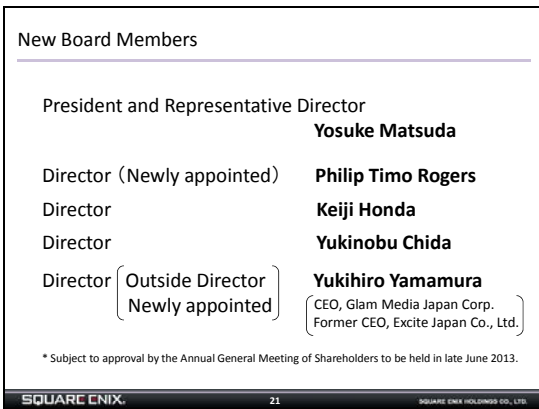 New Board Members
President and Representative Director
Yosuke Matsuda
Director（Newly appointed） Philip Timo Rogers
Director Keiji Honda
Director Yukinobu Chida
Director Outside Director Yukihiro Yamamura
Newly appointed CEO, Glam Media Japan Corp.
Former CEO, Excite Japan Co., Ltd.
* Subject to approval by the Annual General Meeting of Shareholders to be held in late June 2013.
SQUARE ENIX. 21 SQUARE ENIX HOLDINGS CO., LTD.